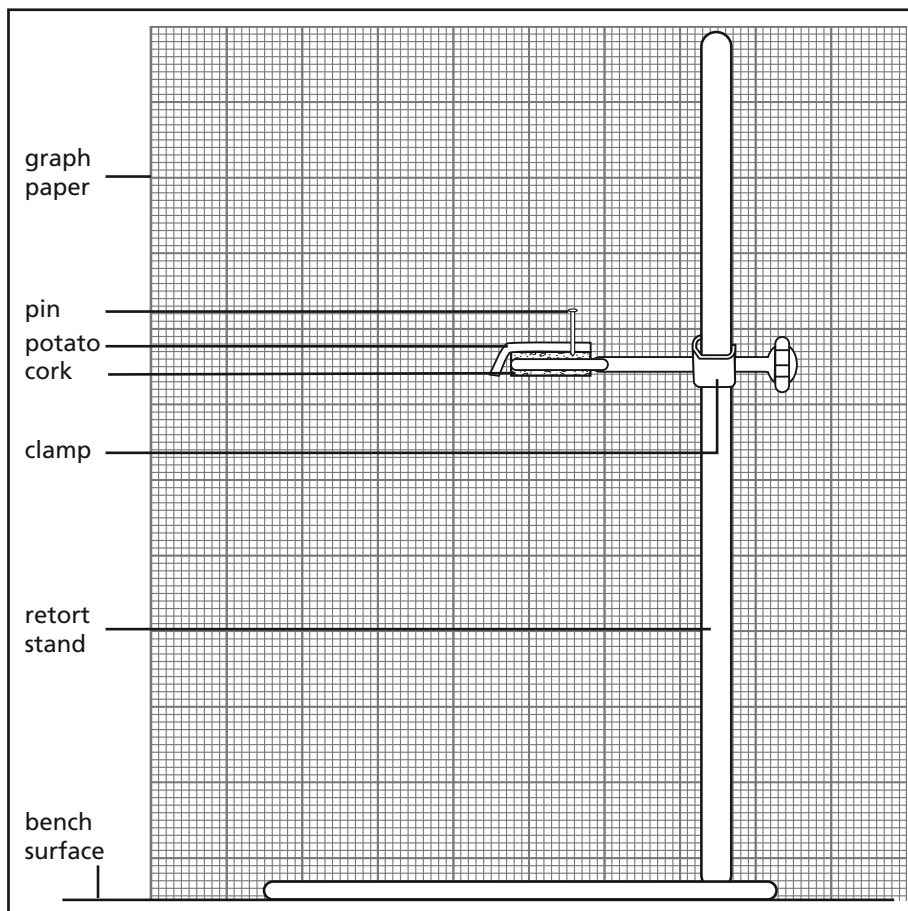 graph
paper
pin
potato
cork
clamp
retort
stand
bench
surface